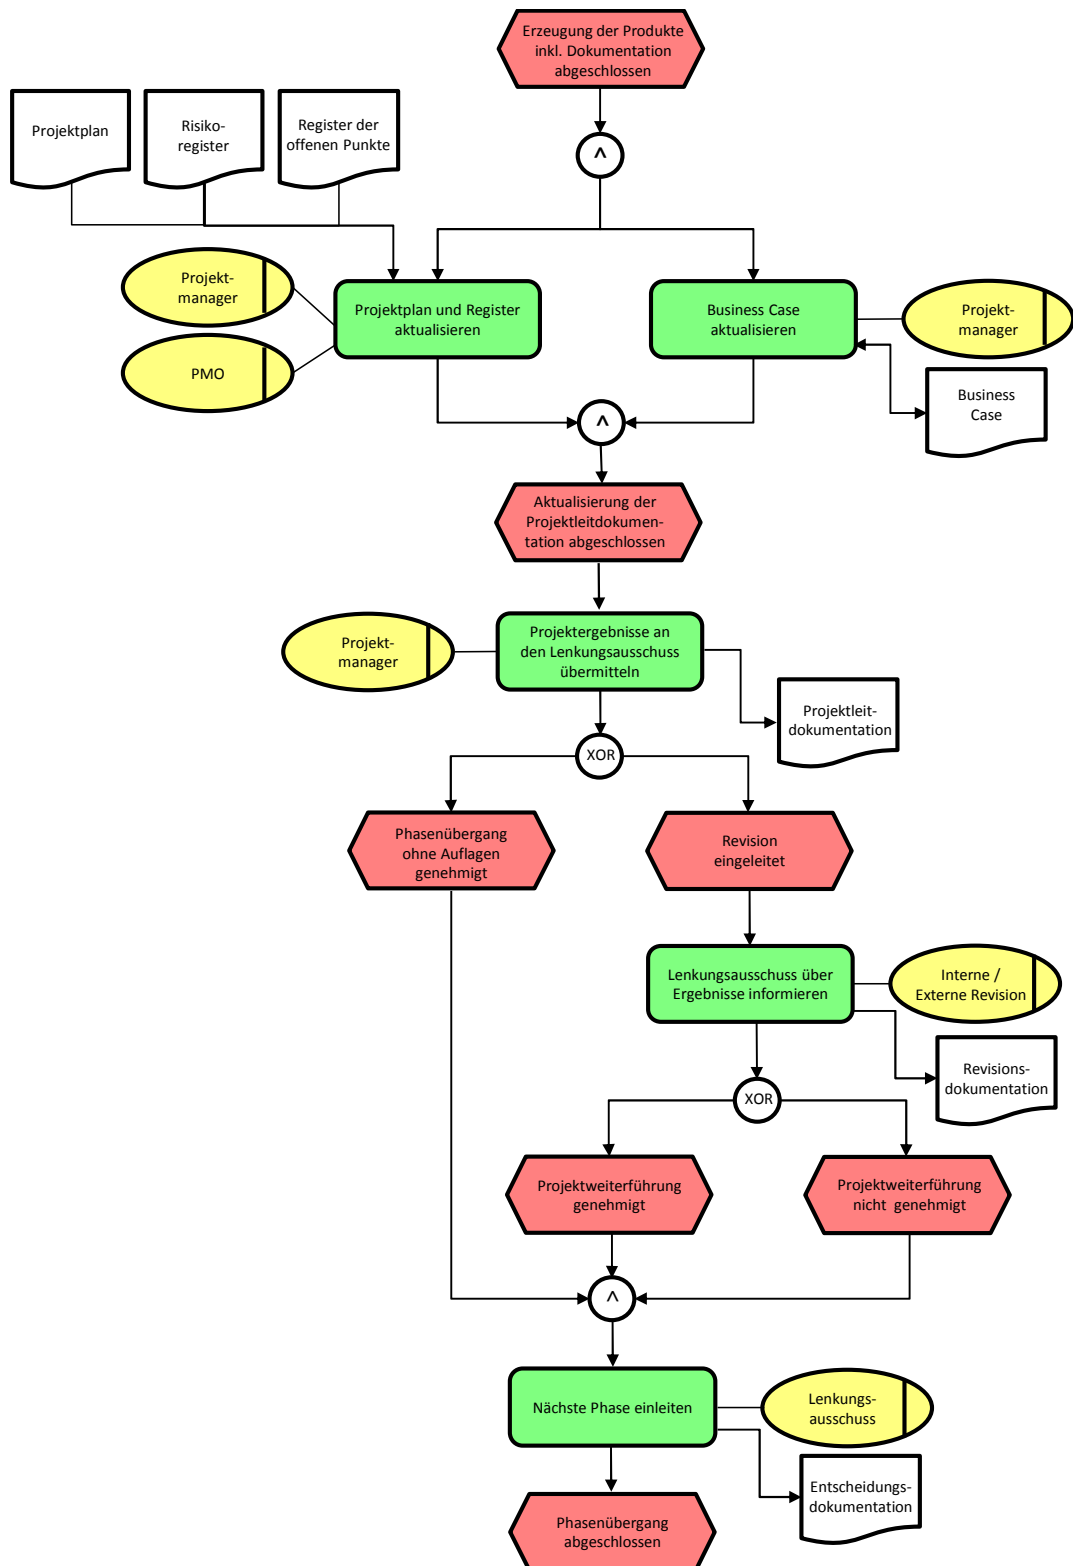 Erzeugung der Produkte
inkl. Dokumentation
abgeschlossen
Projektplan
Risiko-
register
Register der
offenen Punkte
^
Projekt-
manager
PMO
Projektplan und Register
aktualisieren
Business Case
aktualisieren
Projekt-
manager
Business
Case
^
Aktualisierung der
Projektleitdokumen-
tation abgeschlossen
Projekt-
manager
Projektergebnisse an
den Lenkungsausschuss
übermitteln
Projektleit-
dokumentation
XOR
Phasenübergang
ohne Auflagen
genehmigt
Revision
eingeleitet
Lenkungsausschuss über
Ergebnisse informieren
Interne /
Externe Revision
Revisions-
dokumentation
XOR
Projektweiterführung
genehmigt
Projektweiterführung
nicht genehmigt
^
Nächste Phase einleiten
Lenkungs-
ausschuss
Entscheidungs-
dokumentation
Phasenübergang
abgeschlossen